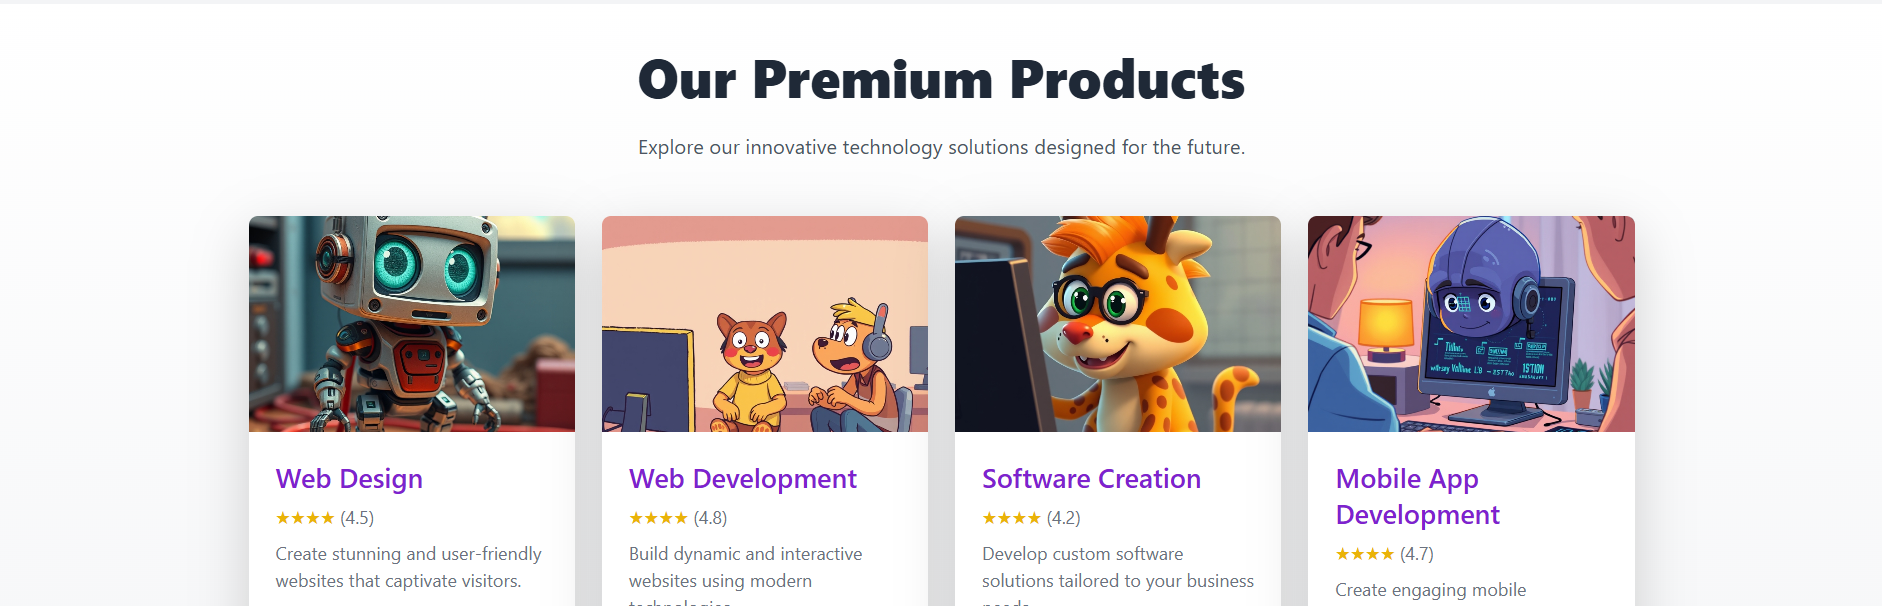 Our Premium Products
Explore our innovative technology solutions designed for the future.
Web Design
★★★★ (4.5)
Create stunning and user-friendly
websites that captivate visitors.
Web Development
★★★★ (4.8)
Build dynamic and interactive
websites using modern
Software Creation
★★★★ (4.2)
Develop custom software
solutions tailored to your business
Mobile App
Development
★★★★ (4.7)
Create engaging mobile